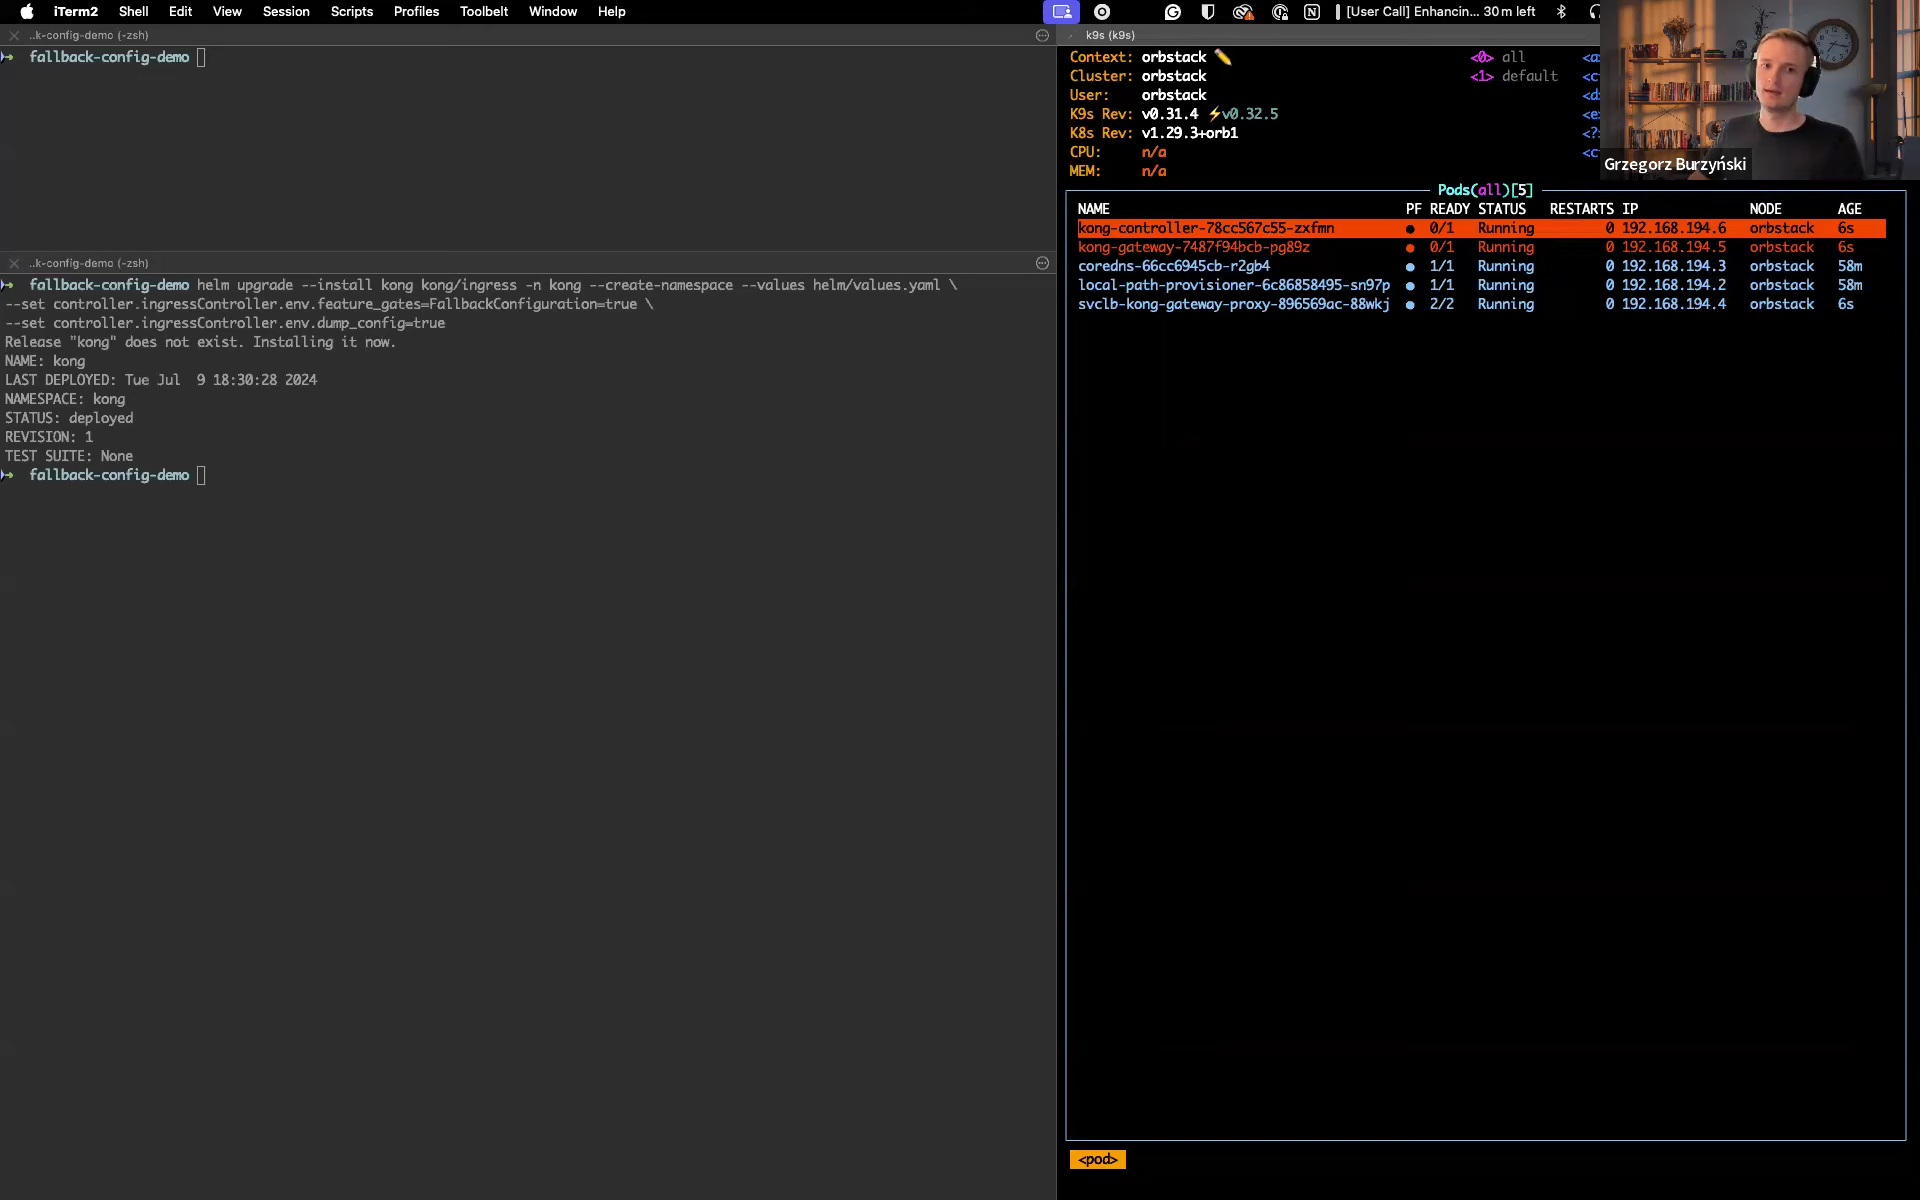 iTerm2 Shell Edit View Session Scripts Profiles Toolbelt Window Help
[User Call] Enhancin... 30 m left
..k-config-demo (-zsh)
fallback-config-demo
..k-config-demo (-zsh)
fallback-config-demo helm upgrade --install kong kong/ingress -n kong --create-namespace --values helm/values.yaml \
--set controller.ingressController.env.feature_gates=FallbackConfiguration=true \
--set controller.ingressController.env.dump_config=true
Release "kong" does not exist. Installing it now.
NAME: kong
LAST DEPLOYED: Tue Jul  9 18:30:28 2024
NAMESPACE: kong
STATUS: deployed
REVISION: 1
TEST SUITE: None
fallback-config-demo
k9s (k9s)
Context: orbstack <0> all <a
Cluster: orbstack <1> default <c
User: orbstack <d
K9s Rev: v0.31.4 ⚡v0.32.5 <e
K8s Rev: v1.29.3+orb1 <?
CPU: n/a <c
MEM: n/a
Grzegorz Burzyński
Pods(all)[5]
NAME PF READY STATUS RESTARTS IP NODE AGE
kong-controller-78cc567c55-zxfmn ● 0/1 Running 0 192.168.194.6 orbstack 6s
kong-gateway-7487f94bcb-pg89z ● 0/1 Running 0 192.168.194.5 orbstack 6s
coredns-66cc6945cb-r2gb4 ● 1/1 Running 0 192.168.194.3 orbstack 58m
local-path-provisioner-6c86858495-sn97p ● 1/1 Running 0 192.168.194.2 orbstack 58m
svclb-kong-gateway-proxy-896569ac-88wkj ● 2/2 Running 0 192.168.194.4 orbstack 6s
<pod>